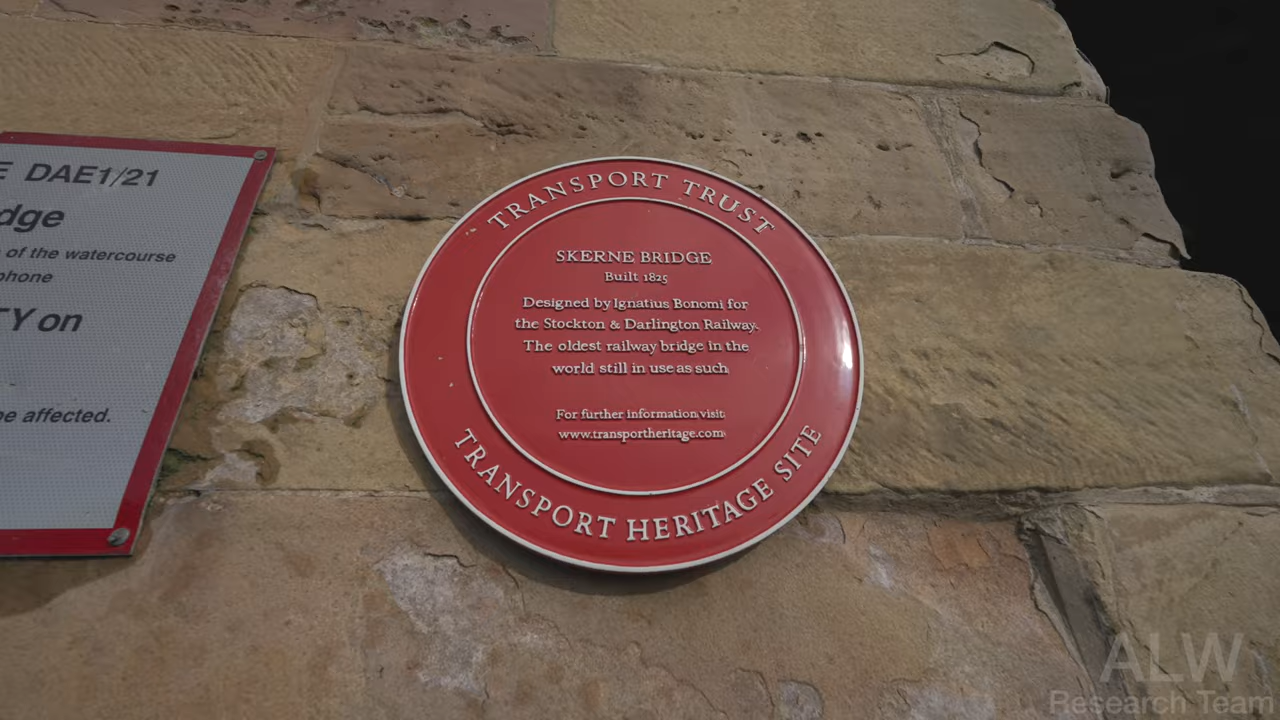 E DAE1/21
dge
of the watercourse
phone
TY on
be affected.
TRANSPORT TRUST
SKERNE BRIDGE
Built 1825
Designed by Ignatius Bonomi for
the Stockton & Darlington Railway.
The oldest railway bridge in the
world still in use as such
For further information visit
www.transportheritage.com
TRANSPORT HERITAGE SITE
ALW
Research Team